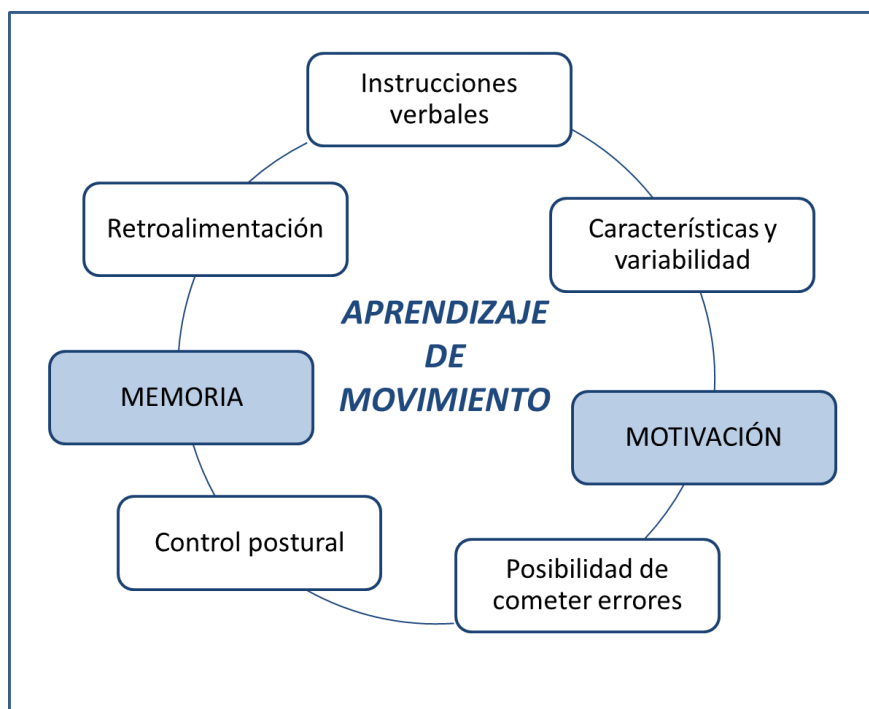 Instrucciones
verbales
Características y
variabilidad
MOTIVACIÓN
Posibilidad de
cometer errores
Control postural
MEMORIA
Retroalimentación
APRENDIZAJE
DE
MOVIMIENTO